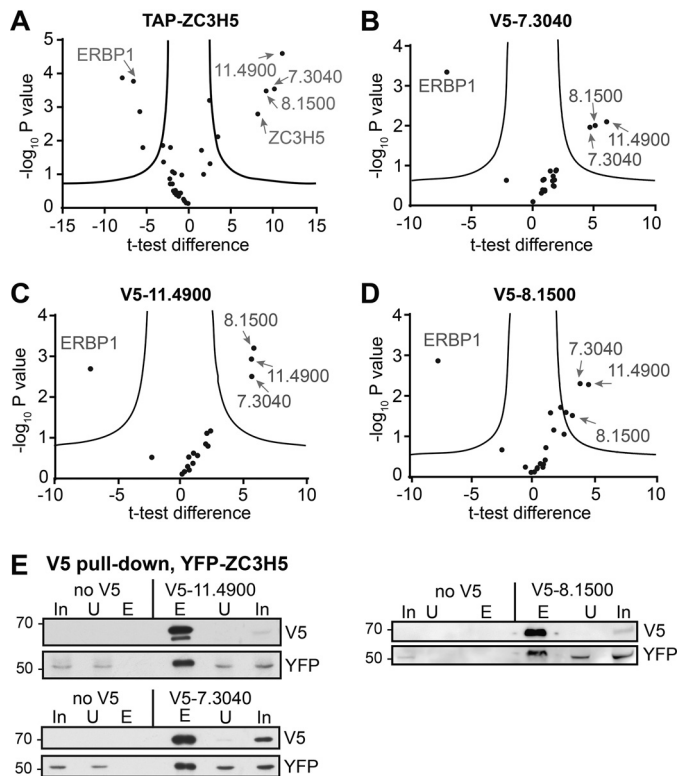 A
TAP-ZC3H5
-log10 P value
5
4
3
2
1
0
ERBP1
11.4900
7.3040
8.1500
ZC3H5
-15 -10 -5 0 5 10 15
t-test difference
B
V5-7.3040
-log10 P value
4
3
2
1
0
ERBP1
8.1500
11.4900
7.3040
-10 -5 0 5 10
t-test difference
C
V5-11.4900
-log10 P value
4
3
2
1
0
ERBP1
8.1500
11.4900
7.3040
-10 -5 0 5 10
t-test difference
D
V5-8.1500
-log10 P value
4
3
2
1
0
ERBP1
7.3040
11.4900
8.1500
-10 -5 0 5 10
t-test difference
E V5 pull-down, YFP-ZC3H5
no V5 V5-11.4900
In U E E U In
70 V5
50 YFP
no V5 V5-8.1500
In U E E U In
70 V5
50 YFP
no V5 V5-7.3040
In U E E U In
70 V5
50 YFP